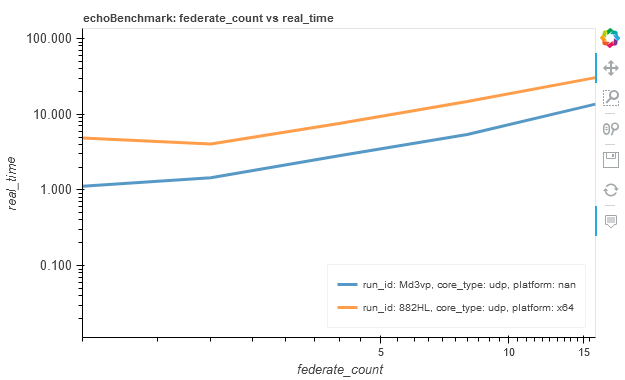 echoBenchmark: federate_count vs real_time
100.000
10.000
1.000
0.100
real_time
run_id: Md3vp, core_type: udp, platform: nan
run_id: 882HL, core_type: udp, platform: x64
5
10
15
federate_count